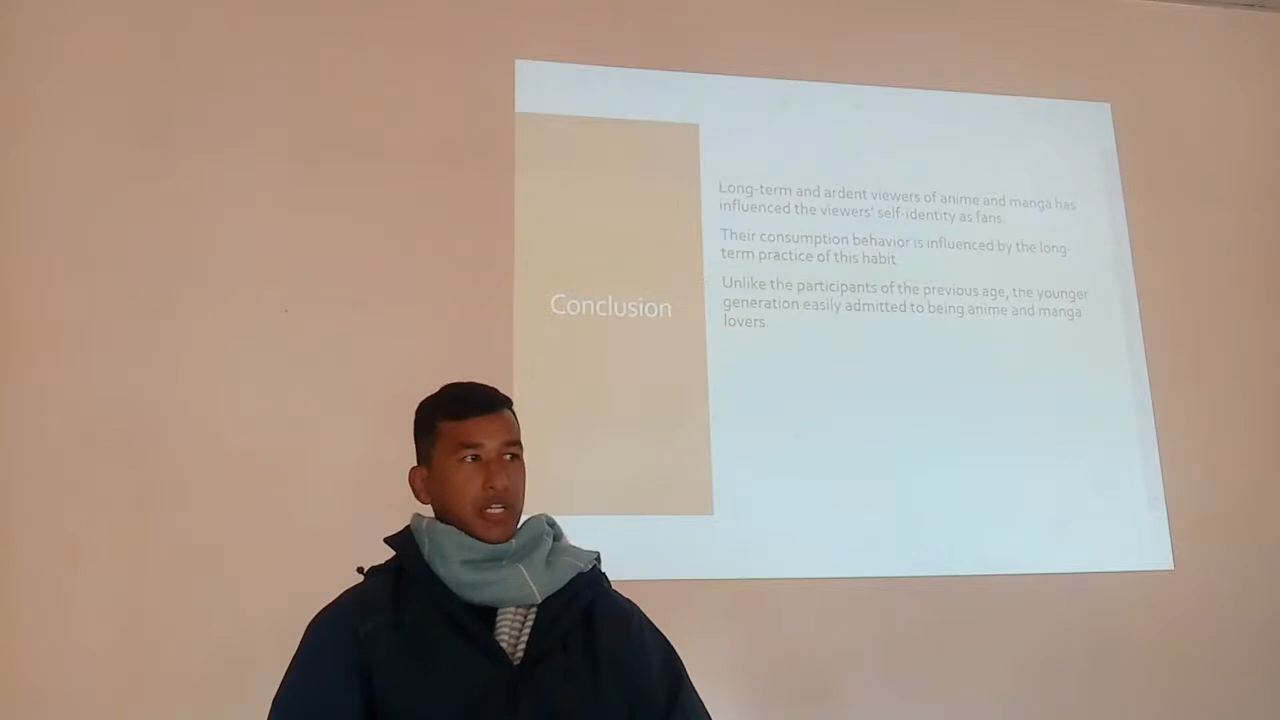 Conclusion
Long-term and ardent viewers of anime and manga has
influenced the viewers' self-identity as fans.
Their consumption behavior is influenced by the long-
term practice of this habit
Unlike the participants of the previous age, the younger
generation easily admitted to being anime and manga
lovers.